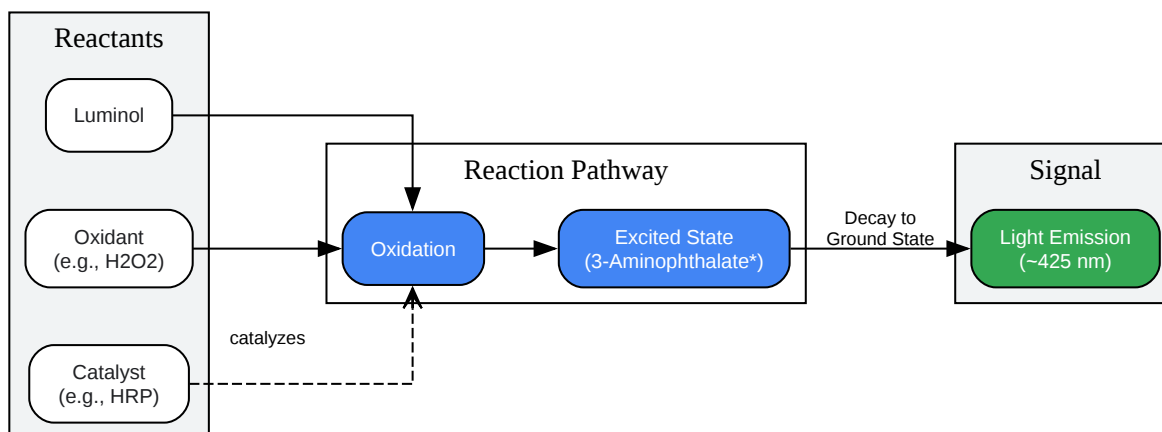 Reactants
Luminol
Oxidant
(e.g., H2O2)
Catalyst
(e.g., HRP)
catalyzes
Reaction Pathway
Oxidation
Excited State
(3-Aminophthalate*)
Decay to
Ground State
Signal
Light Emission
(~425 nm)